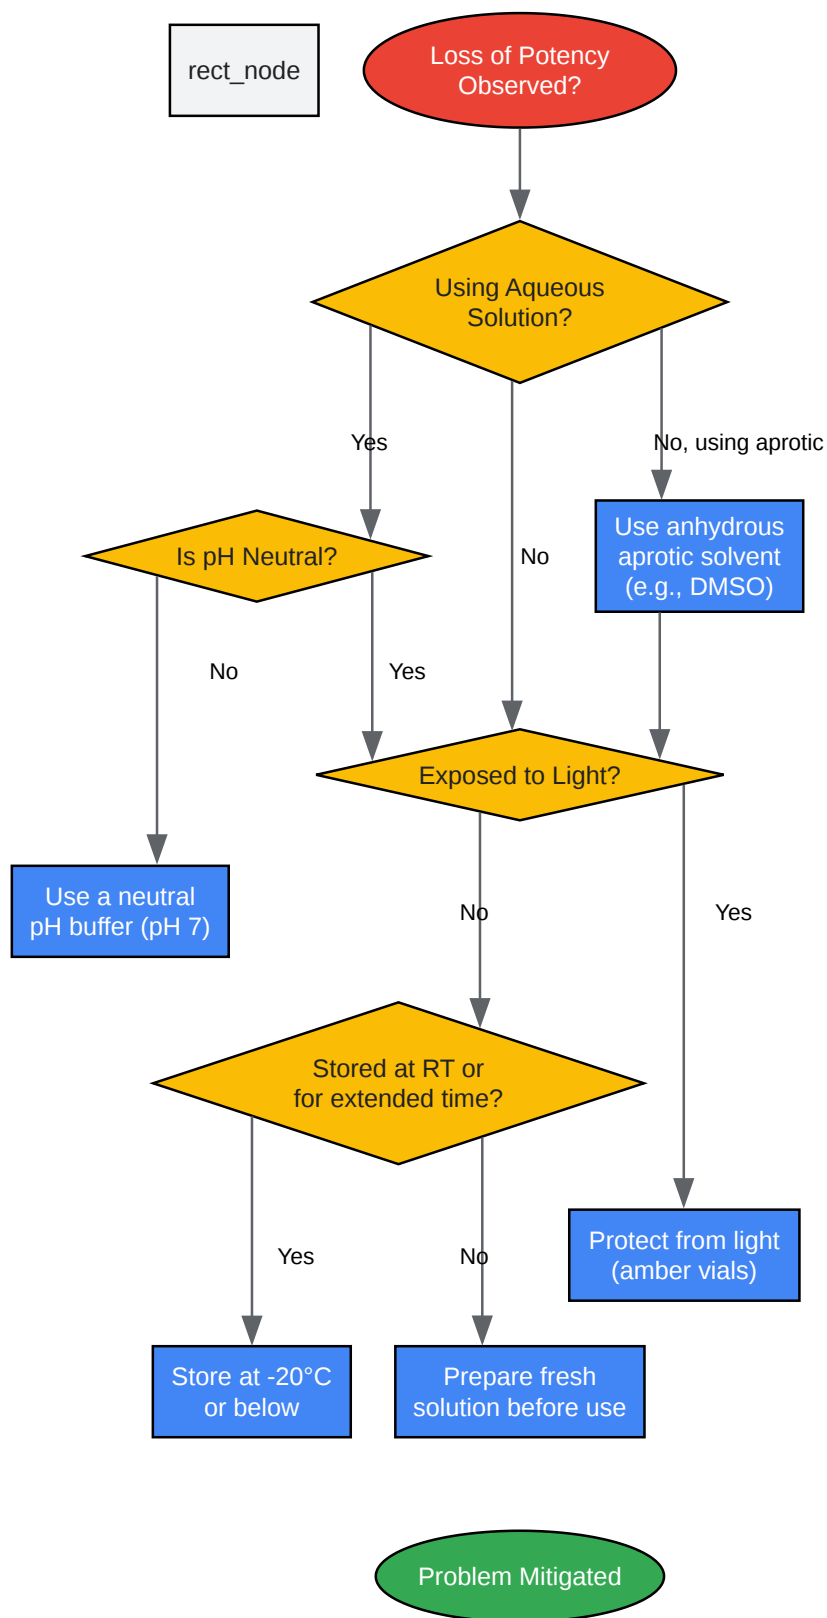 rect_node
Loss of Potency
Observed?
Using Aqueous
Solution?
Yes
No, using aprotic
Is pH Neutral?
No
Use anhydrous
aprotic solvent
(e.g., DMSO)
No
Yes
Exposed to Light?
Use a neutral
pH buffer (pH 7)
No
Yes
Stored at RT or
for extended time?
Yes
No
Protect from light
(amber vials)
Store at -20°C
or below
Prepare fresh
solution before use
Problem Mitigated